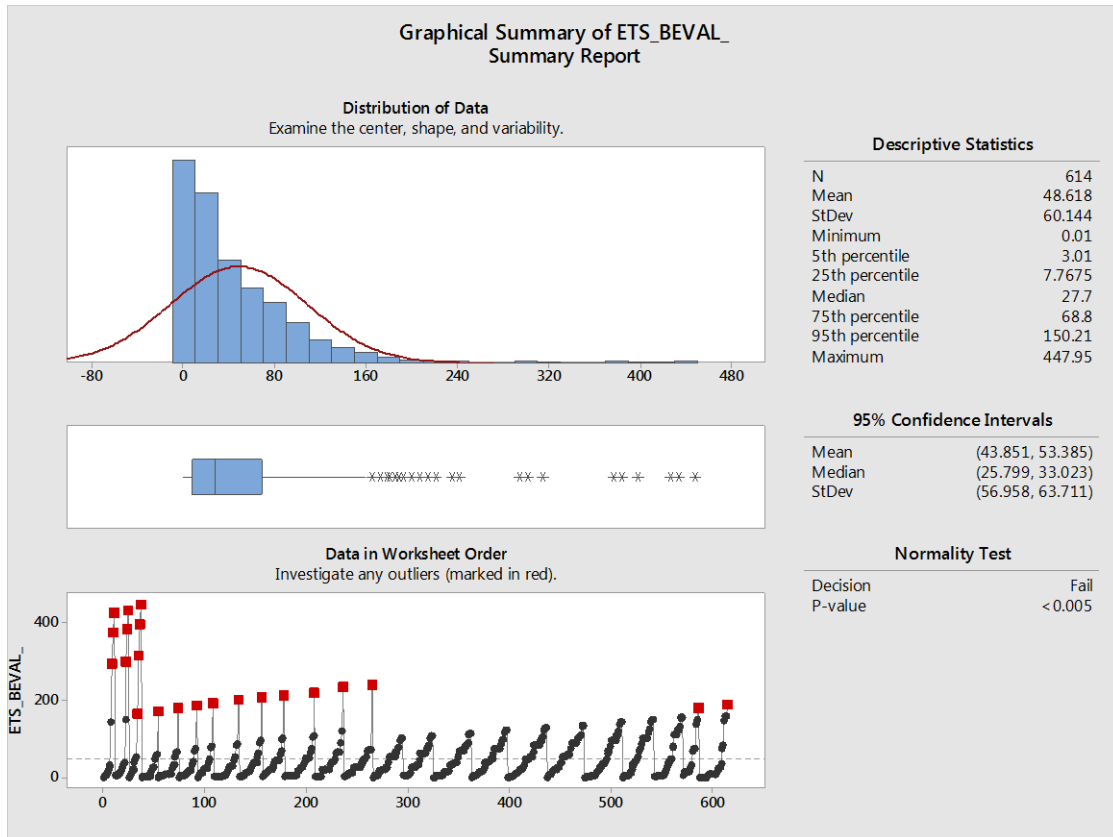 Graphical Summary of ETS_BEVAL_
Summary Report
Distribution of Data
Examine the center, shape, and variability.
-80 0 80 160 240 320 400 480
Data in Worksheet Order
Investigate any outliers (marked in red).
ETS_BEVAL_
400
200
0
0 100 200 300 400 500 600
Descriptive Statistics
N 614
Mean 48.618
StDev 60.144
Minimum 0.01
5th percentile 3.01
25th percentile 7.7675
Median 27.7
75th percentile 68.8
95th percentile 150.21
Maximum 447.95
95% Confidence Intervals
Mean (43.851, 53.385)
Median (25.799, 33.023)
StDev (56.958, 63.711)
Normality Test
Decision Fail
P-value < 0.005